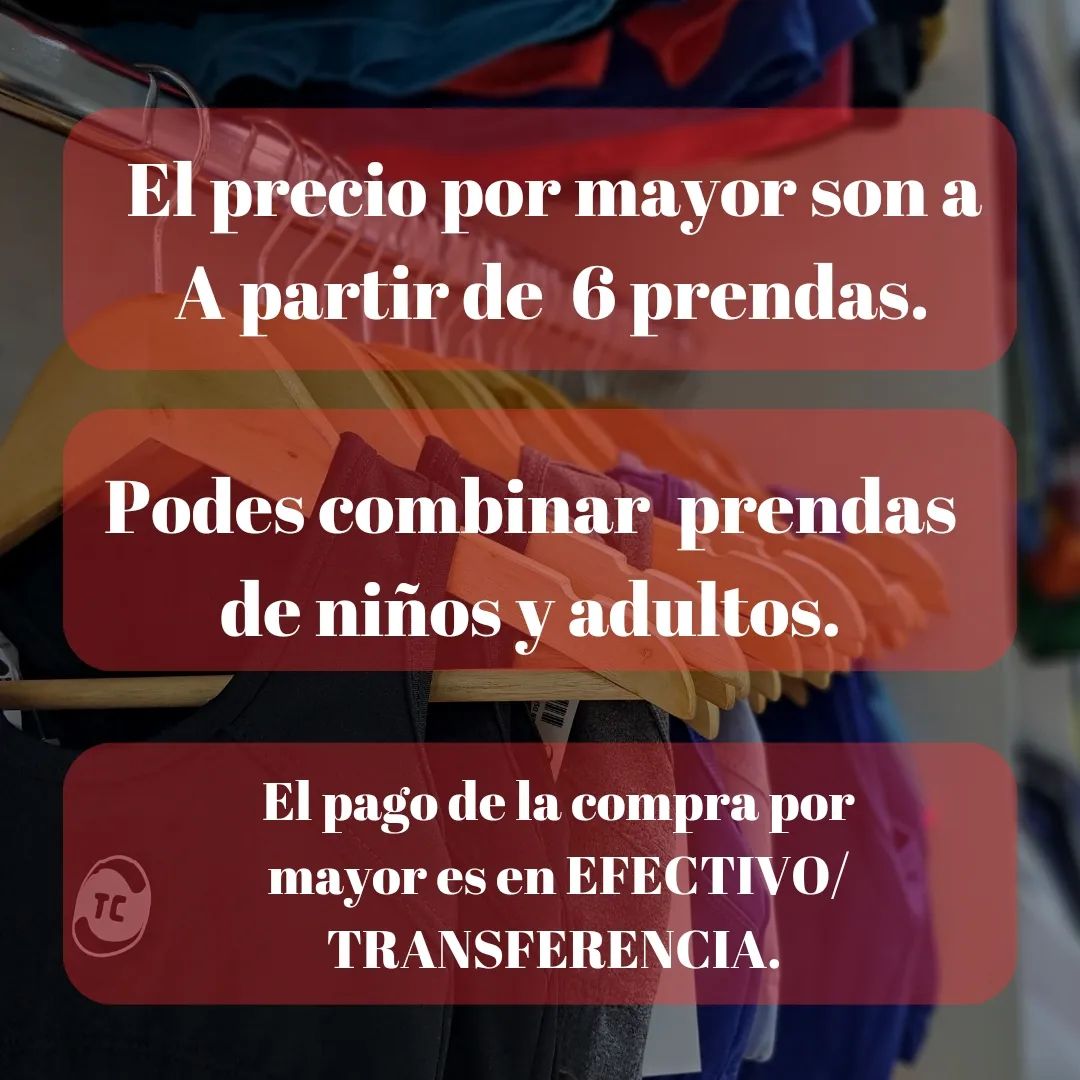 El precio por mayor son a
A partir de 6 prendas.
Podes combinar prendas
de niños y adultos.
El pago de la compra por
mayor es en EFECTIVO/
TRANSFERENCIA.
TC